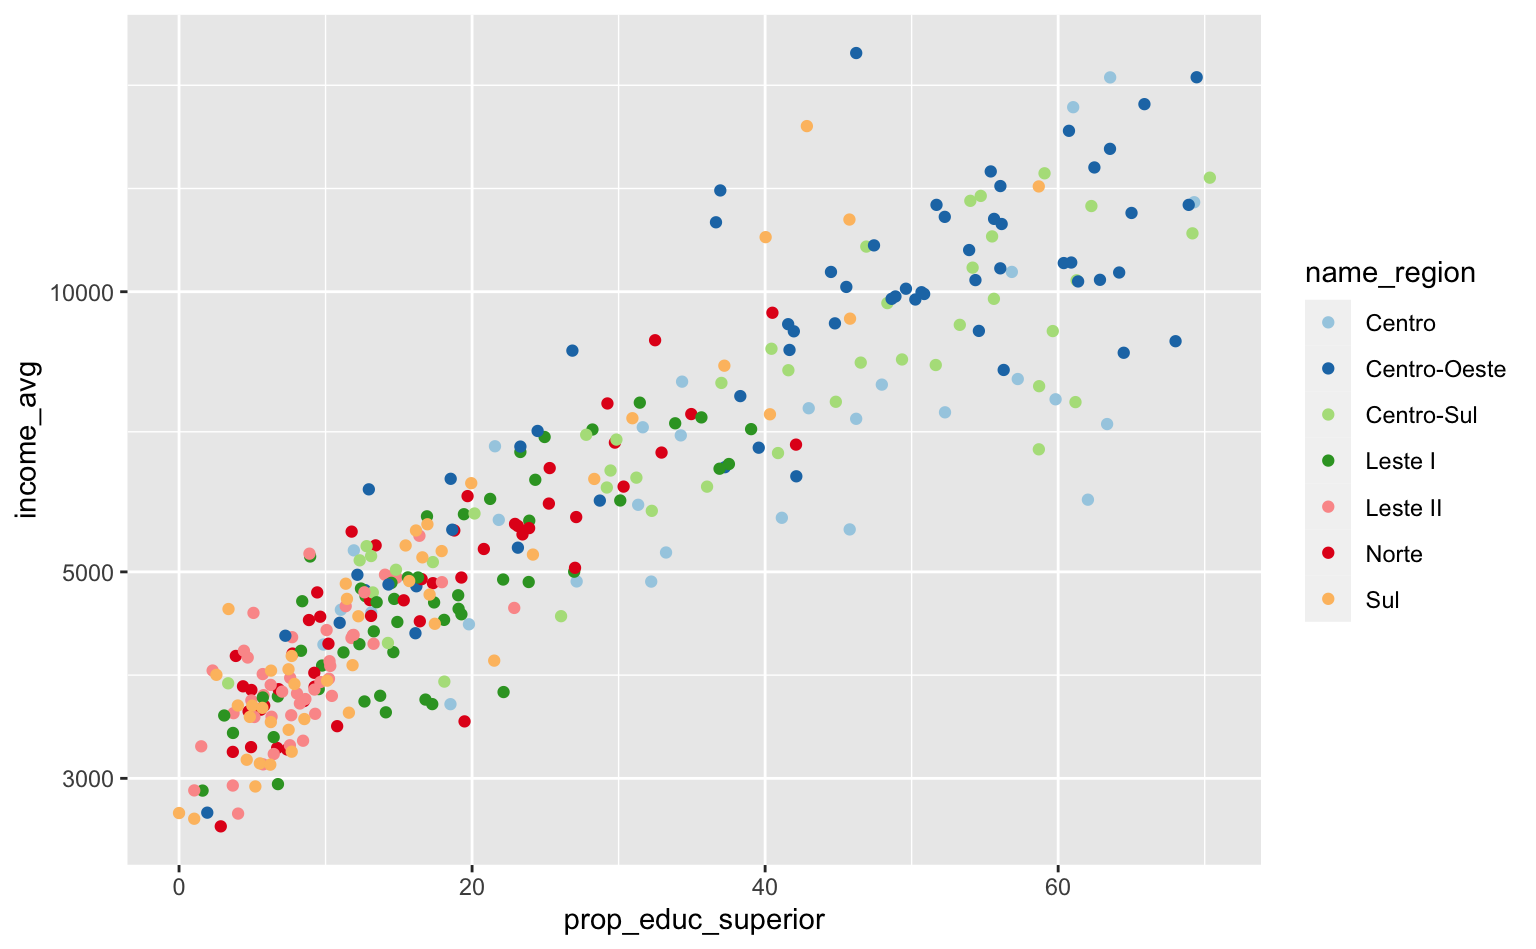 income_avg
10000
5000
3000
0
20
40
60
prop_educ_superior
name_region
Centro
Centro-Oeste
Centro-Sul
Leste I
Leste II
Norte
Sul